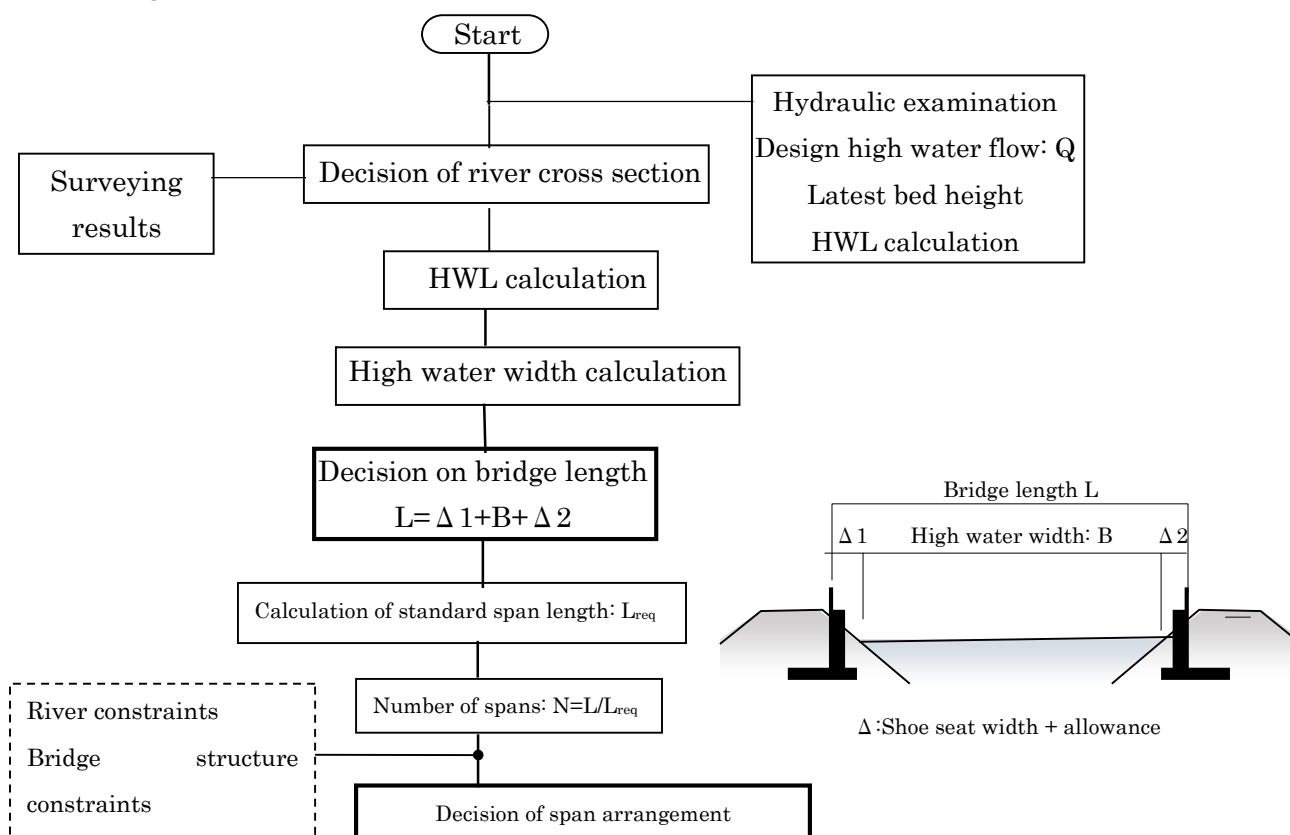 Start
Hydraulic examination
Design high water flow: Q
Latest bed height
HWL calculation
Surveying
results
Decision of river cross section
HWL calculation
High water width calculation
Decision on bridge length
L=Δ1+B+Δ2
Bridge length L
Δ1
High water width: B
Δ2
Calculation of standard span length: Lreq
Number of spans: N=L/Lreq
River constraints
Bridge structure
constraints
Δ:Shoe seat width + allowance
Decision of span arrangement